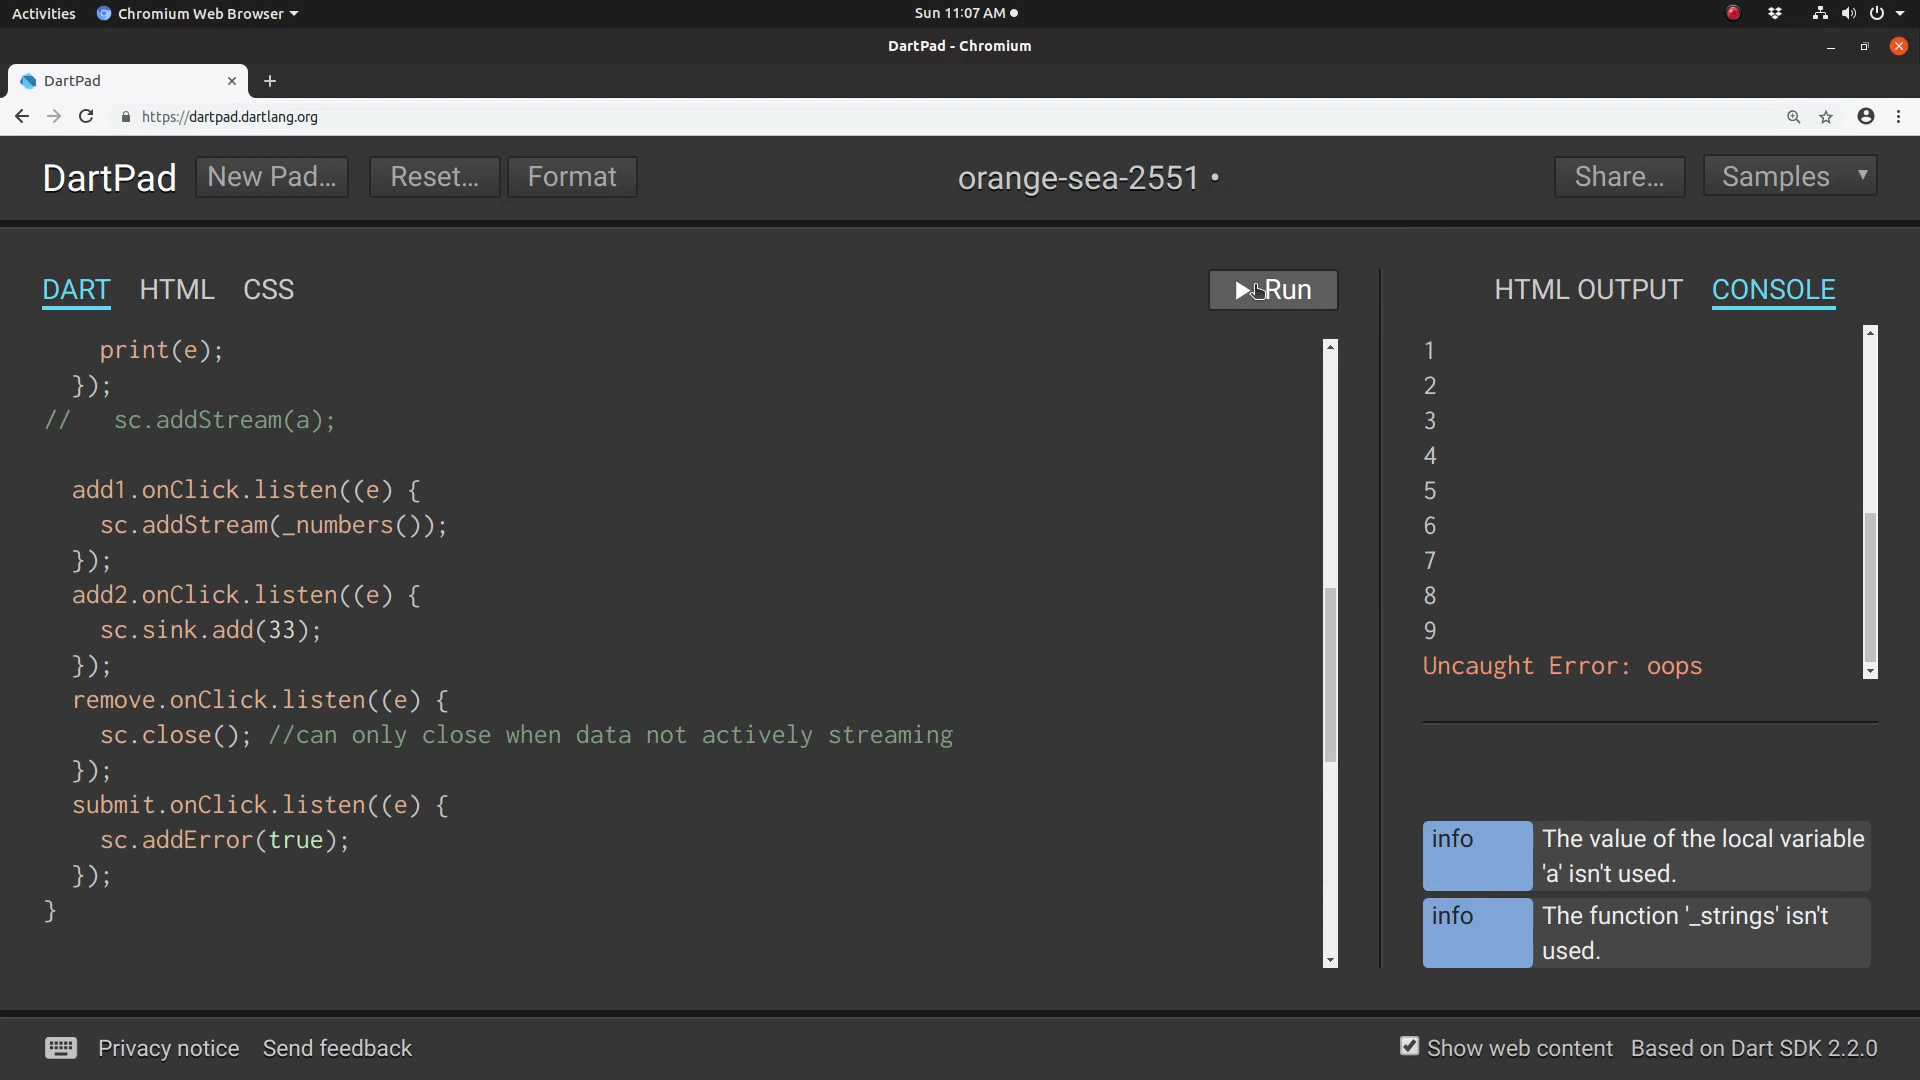 Activities Chromium Web Browser Sun 11:07 AM
DartPad - Chromium
DartPad
https://dartpad.dartlang.org
DartPad New Pad... Reset... Format orange-sea-2551 • Share... Samples
DART HTML CSS Run HTML OUTPUT CONSOLE
print(e);
});
//   sc.addStream(a);
add1.onClick.listen((e) {
sc.addStream(_numbers());
});
add2.onClick.listen((e) {
sc.sink.add(33);
});
remove.onClick.listen((e) {
sc.close(); //can only close when data not actively streaming
});
submit.onClick.listen((e) {
sc.addError(true);
});
}
1
2
3
4
5
6
7
8
9
Uncaught Error: oops
info The value of the local variable
'a' isn't used.
info The function '_strings' isn't
used.
Privacy notice Send feedback Show web content Based on Dart SDK 2.2.0